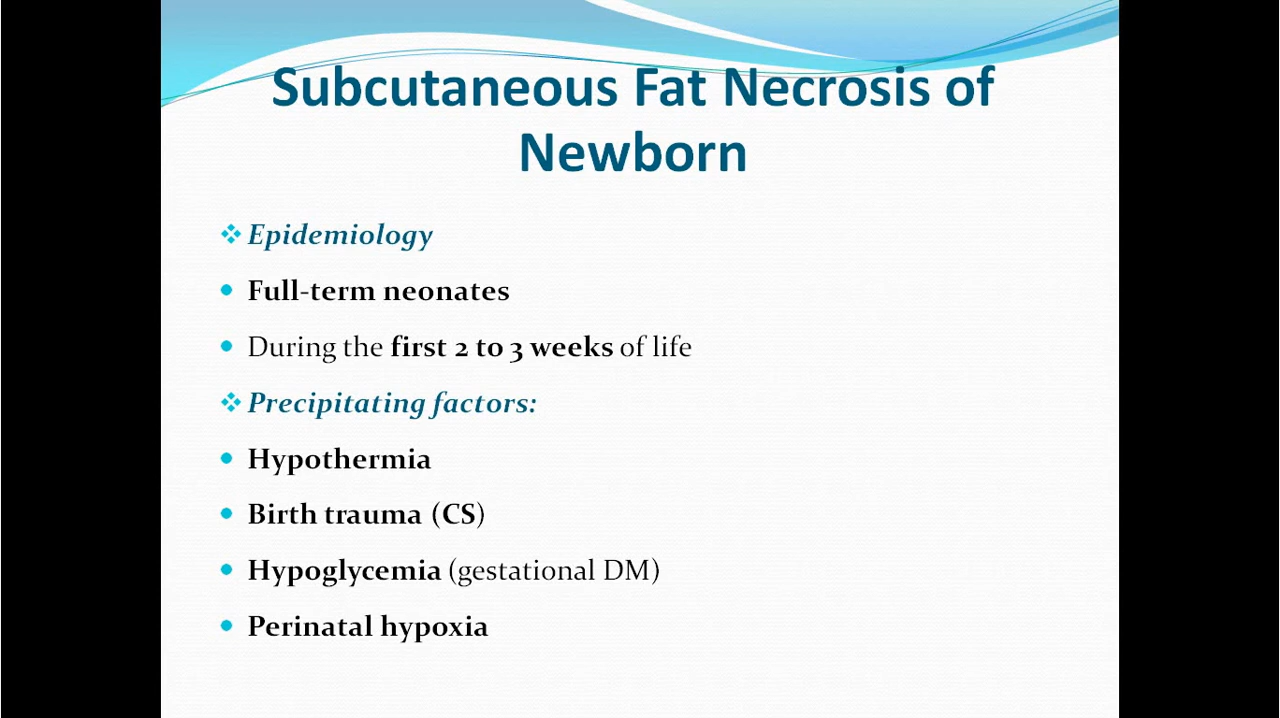 Subcutaneous Fat Necrosis of
Newborn
Epidemiology
Full-term neonates
During the first 2 to 3 weeks of life
Precipitating factors:
Hypothermia
Birth trauma (CS)
Hypoglycemia (gestational DM)
Perinatal hypoxia